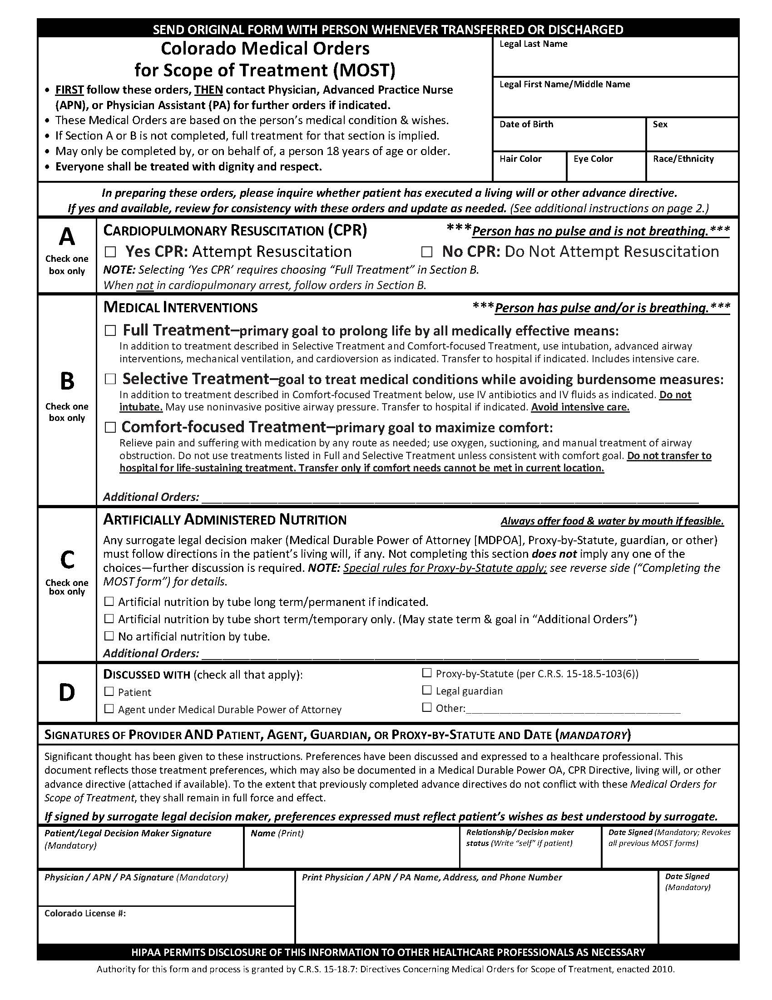 SEND ORIGINAL FORM WITH PERSON WHENEVER TRANSFERRED OR DISCHARGED
Colorado Medical Orders
for Scope of Treatment (MOST)
• FIRST follow these orders, THEN contact Physician, Advanced Practice Nurse
(APN), or Physician Assistant (PA) for further orders if indicated.
• These Medical Orders are based on the person’s medical condition & wishes.
• If Section A or B is not completed, full treatment for that section is implied.
• May only be completed by, or on behalf of, a person 18 years of age or older.
• Everyone shall be treated with dignity and respect.
Legal Last Name
Legal First Name/Middle Name
Date of Birth
Sex
Hair Color
Eye Color
Race/Ethnicity
In preparing these orders, please inquire whether patient has executed a living will or other advance directive.
If yes and available, review for consistency with these orders and update as needed. (See additional instructions on page 2.)
A
Check one
box only
CARDIOPULMONARY RESUSCITATION (CPR) ***Person has no pulse and is not breathing.***
☐ Yes CPR: Attempt Resuscitation ☐ No CPR: Do Not Attempt Resuscitation
NOTE: Selecting ‘Yes CPR’ requires choosing “Full Treatment” in Section B.
When not in cardiopulmonary arrest, follow orders in Section B.
B
Check one
box only
MEDICAL INTERVENTIONS ***Person has pulse and/or is breathing.***
☐ Full Treatment–primary goal to prolong life by all medically effective means:
In addition to treatment described in Selective Treatment and Comfort-focused Treatment, use intubation, advanced airway
interventions, mechanical ventilation, and cardioversion as indicated. Transfer to hospital if indicated. Includes intensive care.
☐ Selective Treatment–goal to treat medical conditions while avoiding burdensome measures:
In addition to treatment described in Comfort-focused Treatment below, use IV antibiotics and IV fluids as indicated. Do not
intubate. May use noninvasive positive airway pressure. Transfer to hospital if indicated. Avoid intensive care.
☐ Comfort-focused Treatment–primary goal to maximize comfort:
Relieve pain and suffering with medication by any route as needed; use oxygen, suctioning, and manual treatment of airway
obstruction. Do not use treatments listed in Full and Selective Treatment unless consistent with comfort goal. Do not transfer to
hospital for life-sustaining treatment. Transfer only if comfort needs cannot be met in current location.
Additional Orders: ____________________
C
Check one
box only
ARTIFICIALLY ADMINISTERED NUTRITION Always offer food & water by mouth if feasible.
Any surrogate legal decision maker (Medical Durable Power of Attorney [MDPOA], Proxy-by-Statute, guardian, or other)
must follow directions in the patient’s living will, if any. Not completing this section does not imply any one of the
choices—further discussion is required. NOTE: Special rules for Proxy-by-Statute apply; see reverse side (“Completing the
MOST form”) for details.
☐ Artificial nutrition by tube long term/permanent if indicated.
☐ Artificial nutrition by tube short term/temporary only. (May state term & goal in “Additional Orders”)
☐ No artificial nutrition by tube.
Additional Orders: ____________________
D
DISCUSSED WITH (check all that apply):
☐ Patient
☐ Agent under Medical Durable Power of Attorney
☐ Proxy-by-Statute (per C.R.S. 15-18.5-103(6))
☐ Legal guardian
☐ Other:____________________
SIGNATURES OF PROVIDER AND PATIENT, AGENT, GUARDIAN, OR PROXY-BY-STATUTE AND DATE (MANDATORY)
Significant thought has been given to these instructions. Preferences have been discussed and expressed to a healthcare professional. This
document reflects those treatment preferences, which may also be documented in a Medical Durable Power OA, CPR Directive, living will, or other
advance directive (attached if available). To the extent that previously completed advance directives do not conflict with these Medical Orders for
Scope of Treatment, they shall remain in full force and effect.
If signed by surrogate legal decision maker, preferences expressed must reflect patient’s wishes as best understood by surrogate.
Patient/Legal Decision Maker Signature
(Mandatory)
Name (Print)
Relationship/ Decision maker
status (Write “self” if patient)
Date Signed (Mandatory; Revokes
all previous MOST forms)
Physician / APN / PA Signature (Mandatory)
Print Physician / APN / PA Name, Address, and Phone Number
Date Signed
(Mandatory)
Colorado License #:
HIPAA PERMITS DISCLOSURE OF THIS INFORMATION TO OTHER HEALTHCARE PROFESSIONALS AS NECESSARY
Authority for this form and process is granted by C.R.S. 15-18.7: Directives Concerning Medical Orders for Scope of Treatment, enacted 2010.